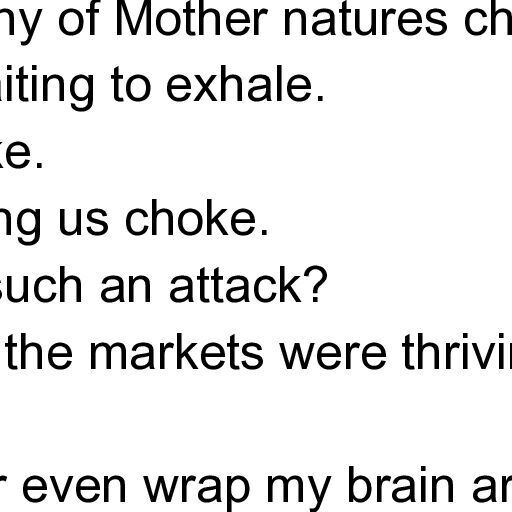 ny of Mother natures ch
iting to exhale.
ke.
ng us choke.
such an attack?
the markets were thrivi
r even wrap my brain ar